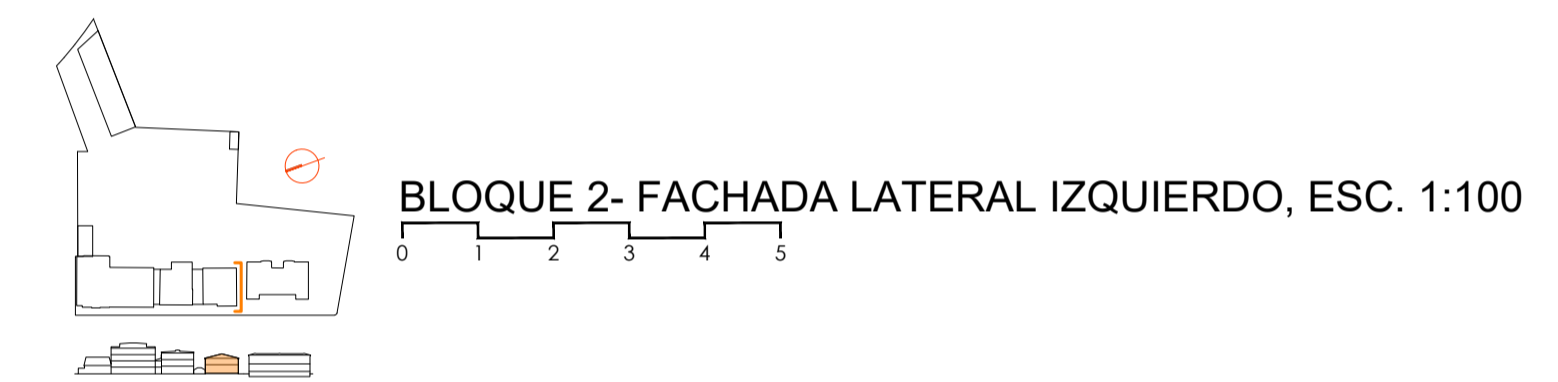 BLOQUE 2- FACHADA LATERAL IZQUIERDO, ESC. 1:100
0 1 2 3 4 5